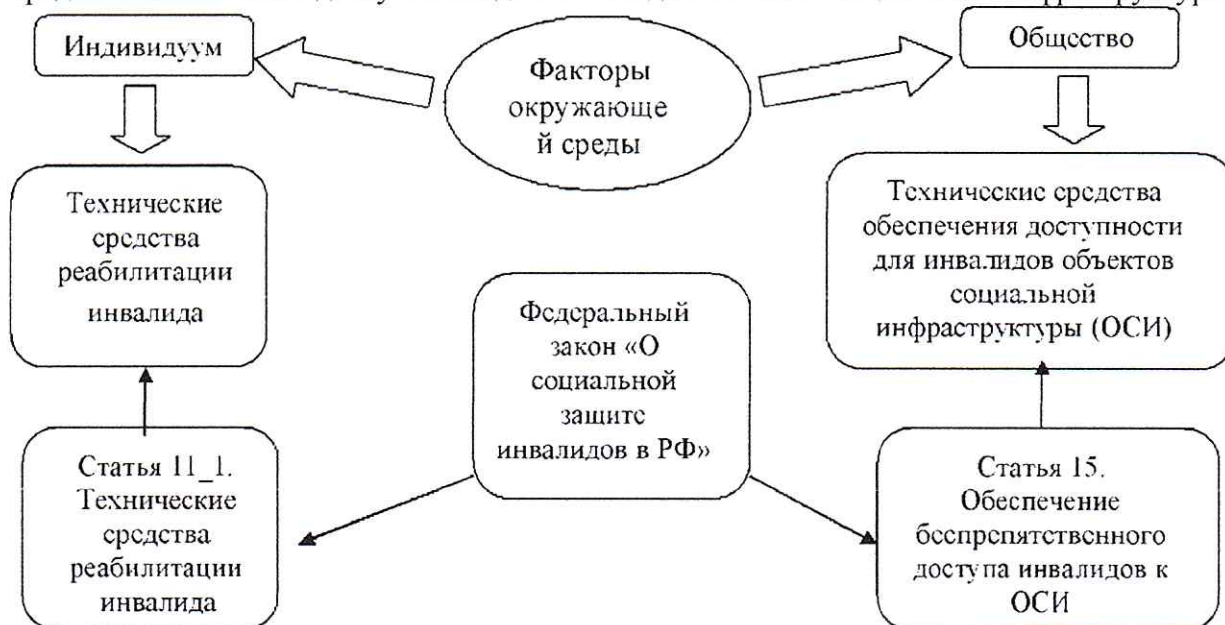 Индивидуум
Факторы
окружающе
й среды
Общество
Технические
средства
реабилитации
инвалида
Федеральный
закон «О
социальной
защите
инвалидов в РФ»
Технические средства
обеспечения доступности
для инвалидов объектов
социальной
инфраструктуры (ОСИ)
Статья 11_1.
Технические
средства
реабилитации
инвалида
Статья 15.
Обеспечение
беспрепятственного
доступа инвалидов к
ОСИ